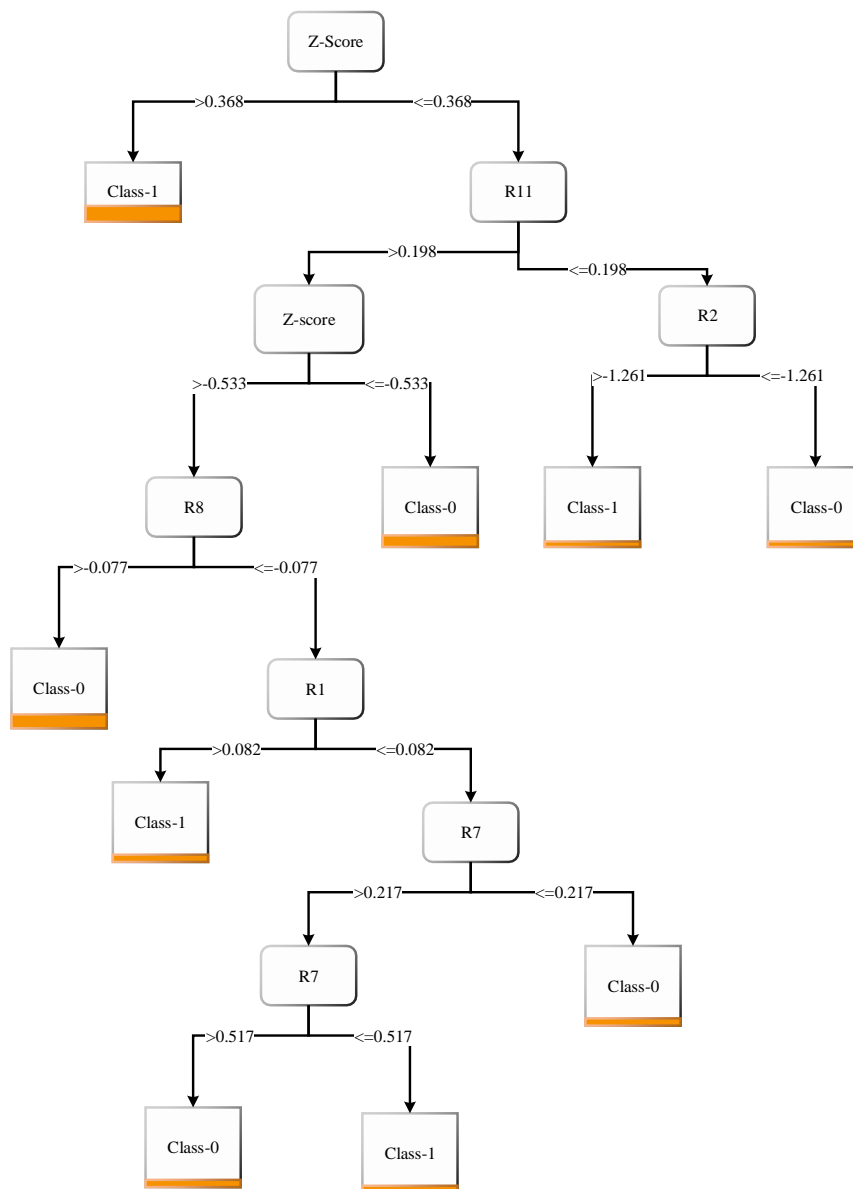 Z-Score
>0.368
<=0.368
Class-1
R11
>0.198
<=0.198
Z-score
R2
>-0.533
<=-0.533
>-1.261
<=-1.261
R8
Class-0
Class-1
Class-0
>-0.077
<=-0.077
Class-0
R1
>0.082
<=0.082
Class-1
R7
>0.217
<=0.217
R7
Class-0
>0.517
<=0.517
Class-0
Class-1